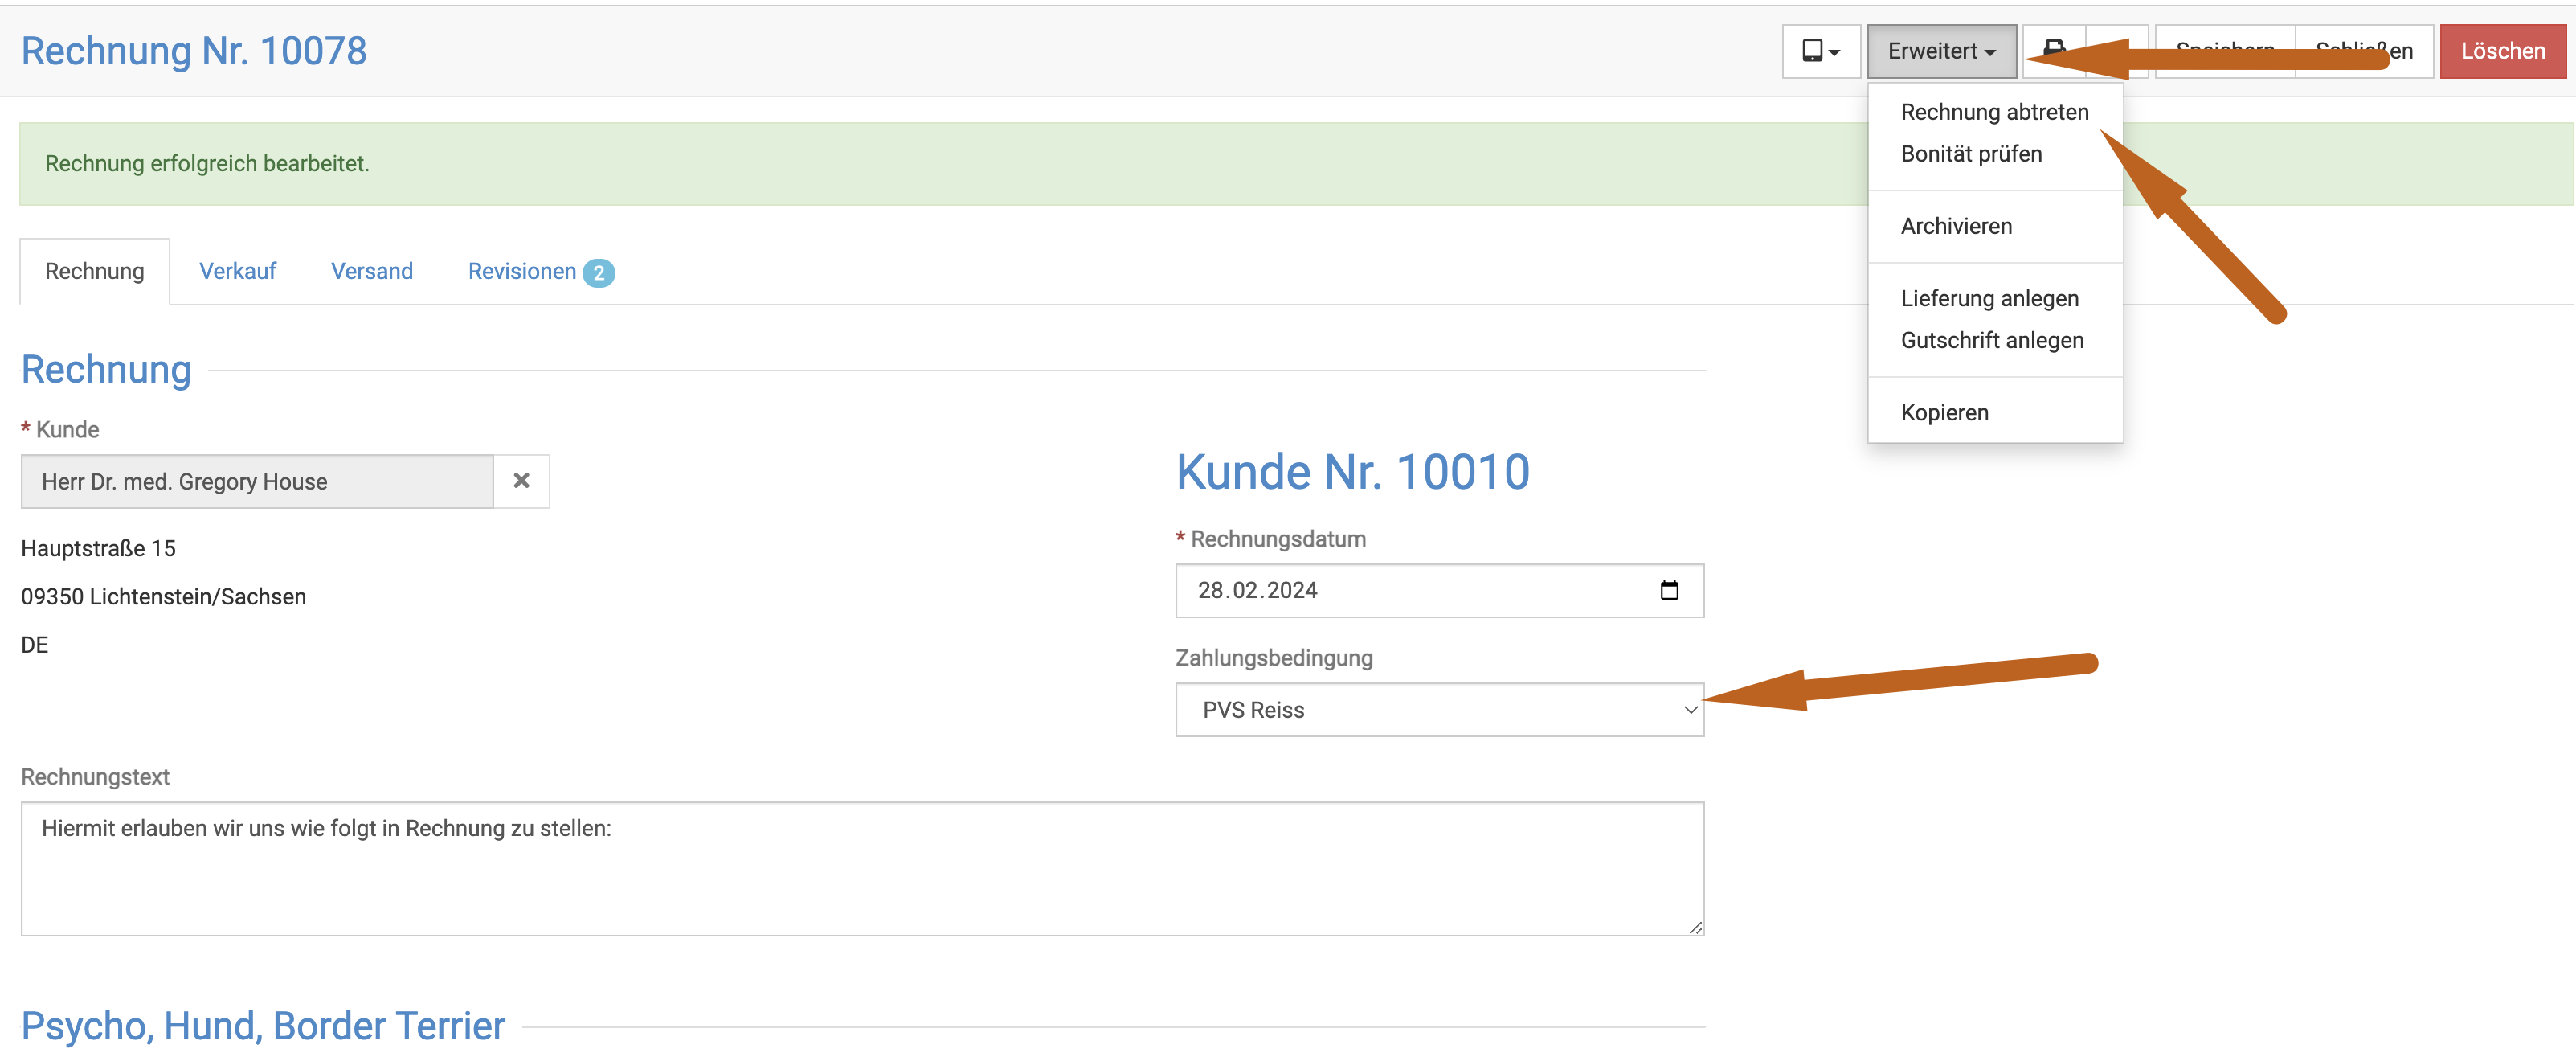 Rechnung Nr. 10078
Erweitert
Löschen
Rechnung abtreten
Bonität prüfen
Archivieren
Lieferung anlegen
Gutschrift anlegen
Kopieren
Rechnung erfolgreich bearbeitet.
Rechnung Verkauf Versand Revisionen 2
Rechnung
* Kunde
Herr Dr. med. Gregory House
Hauptstraße 15
09350 Lichtenstein/Sachsen
DE
Kunde Nr. 10010
* Rechnungsdatum
28.02.2024
Zahlungsbedingung
PVS Reiss
Rechnungstext
Hiermit erlauben wir uns wie folgt in Rechnung zu stellen:
Psycho, Hund, Border Terrier